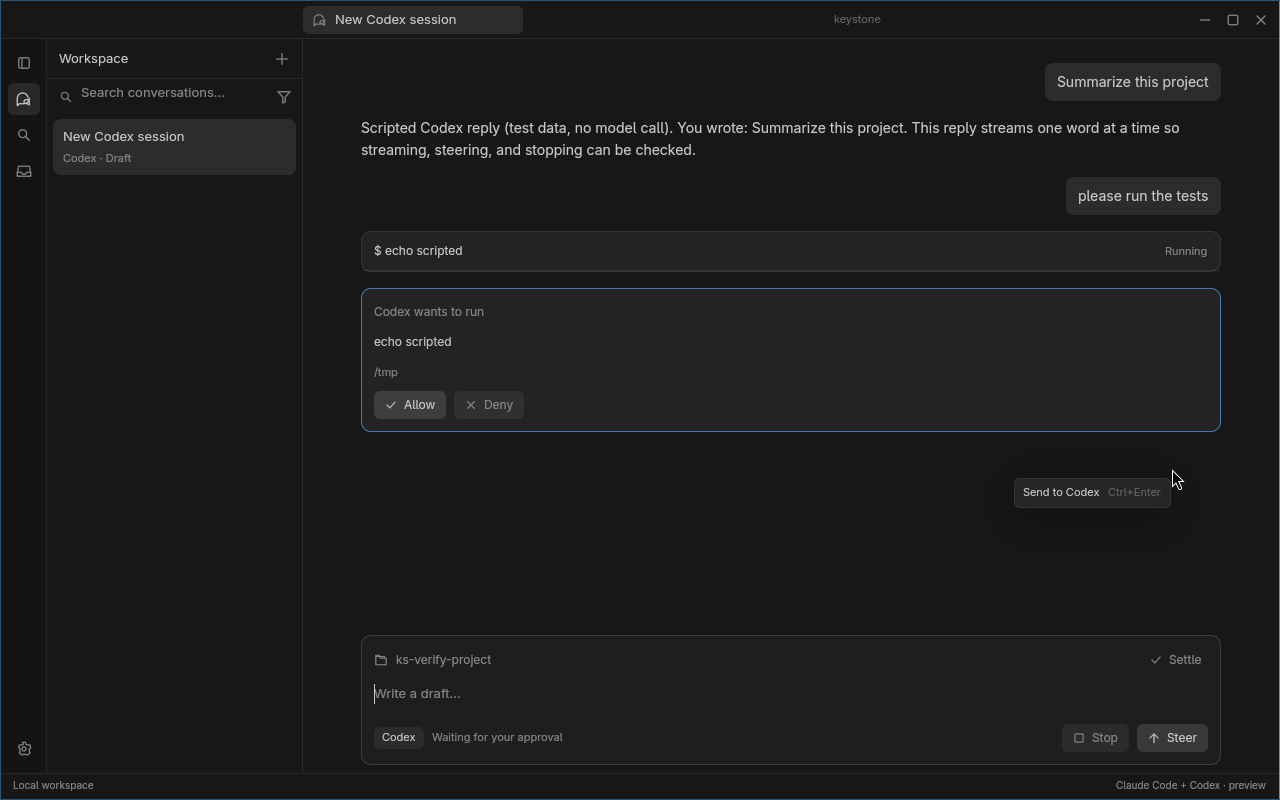 New Codex session
keystone
Workspace
Search conversations...
New Codex session
Codex · Draft
Summarize this project
Scripted Codex reply (test data, no model call). You wrote: Summarize this project. This reply streams one word at a time so
streaming, steering, and stopping can be checked.
please run the tests
$ echo scripted
Running
Codex wants to run
echo scripted
/tmp
Allow
Deny
Send to Codex Ctrl+Enter
ks-verify-project
Settle
Write a draft...
Codex
Waiting for your approval
Stop
Steer
Local workspace
Claude Code + Codex · preview